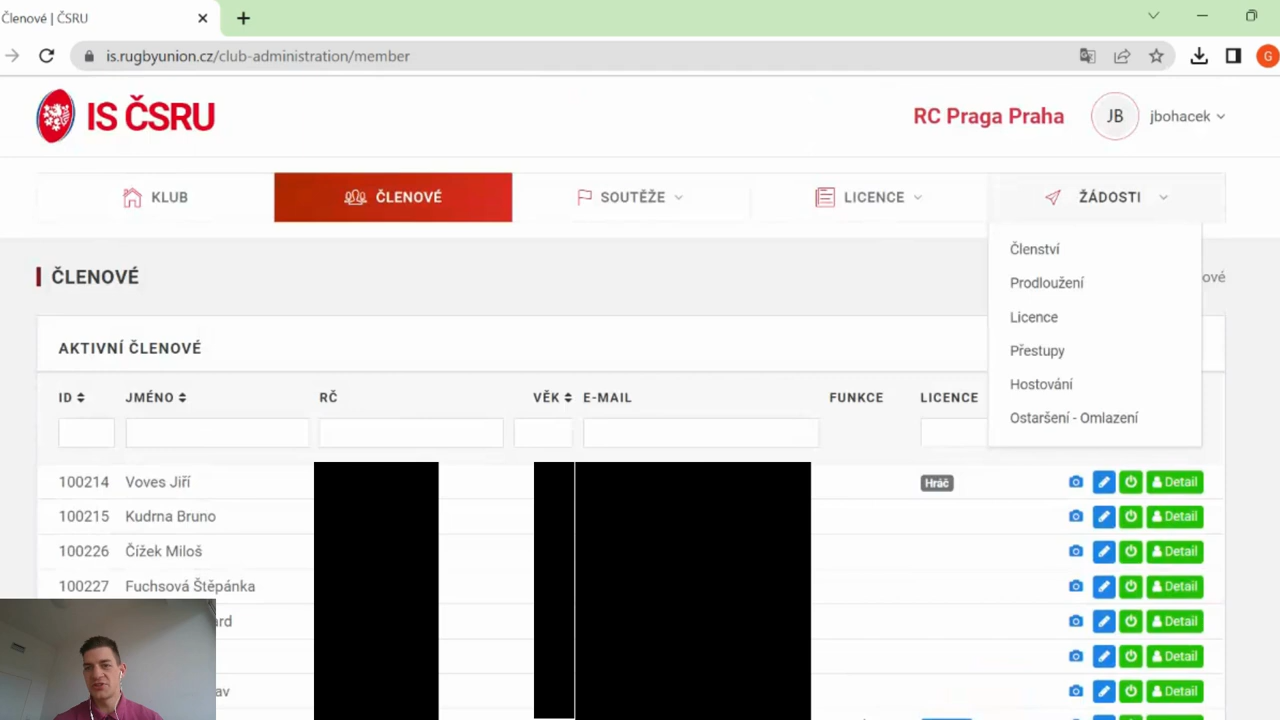 Členové | ČSRU
is.rugbyunion.cz/club-administration/member
G
IS ČSRU
RC Praga Praha
JB
jbohacek
KLUB
ČLENOVÉ
SOUTĚŽE
LICENCE
ŽÁDOSTI
Členství
Prodloužení
Licence
Přestupy
Hostování
Ostaršení - Omlazení
ČLENOVÉ
ové
AKTIVNÍ ČLENOVÉ
ID JMÉNO RČ VĚK E-MAIL FUNKCE LICENCE
100214 Voves Jiří Hráč Detail
100215 Kudrna Bruno Detail
100226 Čížek Miloš Detail
100227 Fuchsová Štěpánka Detail
rd Detail
Detail
av Detail